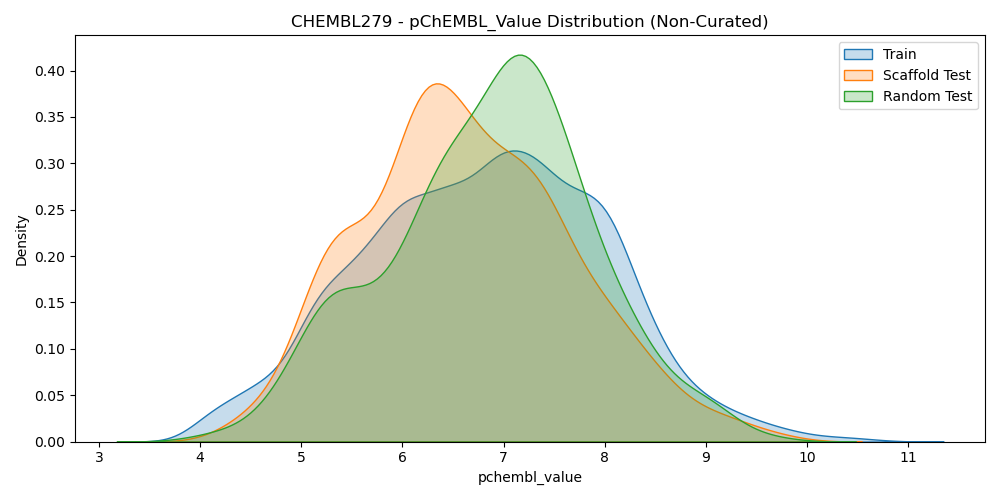 CHEMBL279 - pChEMBL_Value Distribution (Non-Curated)
Train
Scaffold Test
Random Test
0.40
0.35
0.30
0.25
0.20
0.15
0.10
0.05
0.00
Density
3 4 5 6 7 8 9 10 11
pchembl_value